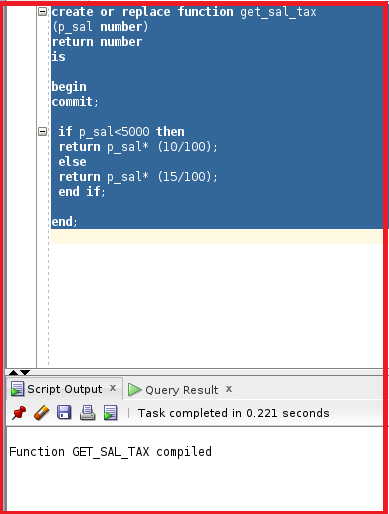 create or replace function get_sal_tax
(p_sal number)
return number
is
begin
commit;
if p_sal<5000 then
return p_sal* (10/100);
else
return p_sal* (15/100);
end if;
end;
Script Output x Query Result x
Task completed in 0.221 seconds
Function GET_SAL_TAX compiled